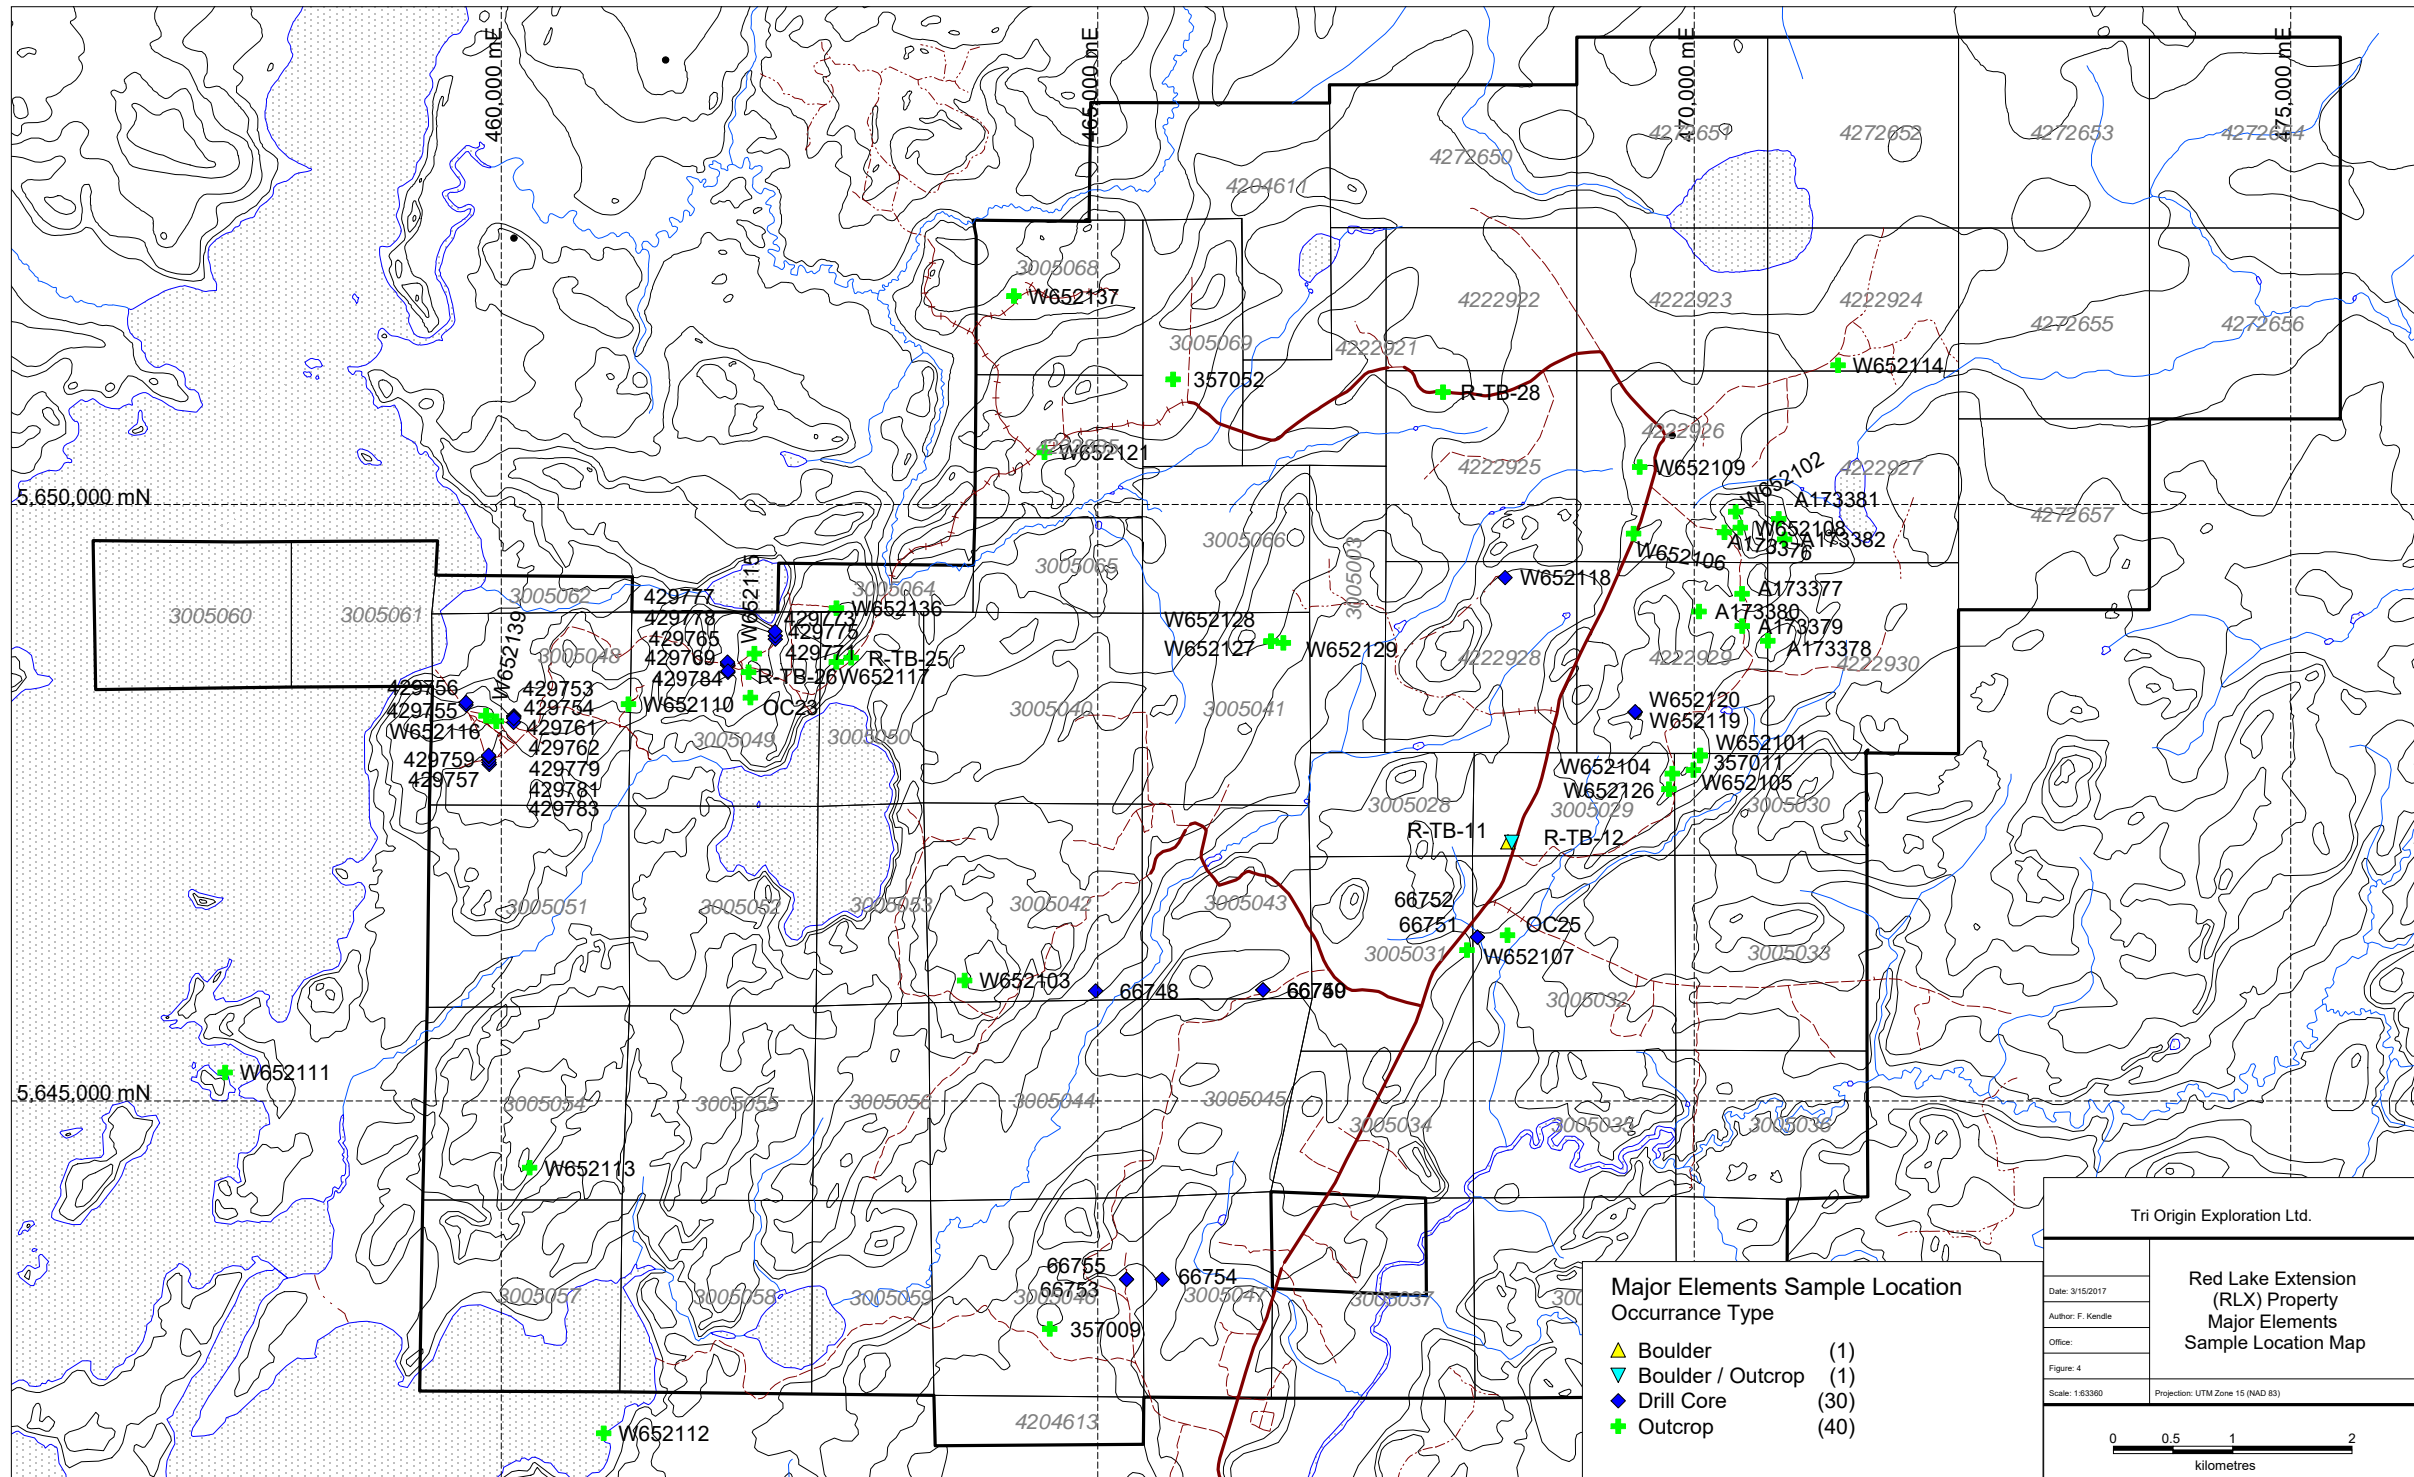 460,000 mE
465,000 mE
470,000 mE
475,000 mE
4272651
4272652
4272653
4272654
4272650
4204611
3005068
W652137
4222922
4222923
4222924
4272655
4272656
3005069
4222921
W652114
357052
R-TB-28
4222926
W652121
4222925
W652109
4222927
W652102
A173381
5,650,000 mN
4272657
W652108
A173382
A173376
W652106
3005066
3005003
3005065
W652118
3005064
3005062
3005060
3005061
W652115
429777
429778
429765
429769
429784
W652136
429773
429775
429771
R-TB-25
R-TB-26
W652117
OC23
W652128
W652127
W652129
A173377
A173380
A173379
A173378
4222928
4222929
4222930
W652139
3005048
429756
429755
W652116
429759
429757
429753
429754
429761
429762
429779
429781
429783
W652110
3005049
3005050
3005040
3005041
W652120
W652119
W652101
357011
W652104
W652105
W652126
3005028
3005029
3005030
R-TB-11
R-TB-12
3005051
3005052
3005053
3005042
3005043
66752
66751
OC25
W652107
3005031
3005033
W652103
66748
66749
3005032
W652111
5,645,000 mN
3005054
3005055
3005056
3005044
3005045
3005034
3005035
3005036
W652113
66755
66753
66754
3005057
3005058
3005059
3005046
3005047
3005037
357009
W652112
4204613
Major Elements Sample Location
Occurrance Type
Boulder (1)
Boulder / Outcrop (1)
Drill Core (30)
Outcrop (40)
Tri Origin Exploration Ltd.
Date: 3/15/2017
Author: F. Kendle
Office:
Figure: 4
Scale: 1:63360
Red Lake Extension
(RLX) Property
Major Elements
Sample Location Map
Projection: UTM Zone 15 (NAD 83)
0 0.5 1 2
kilometres